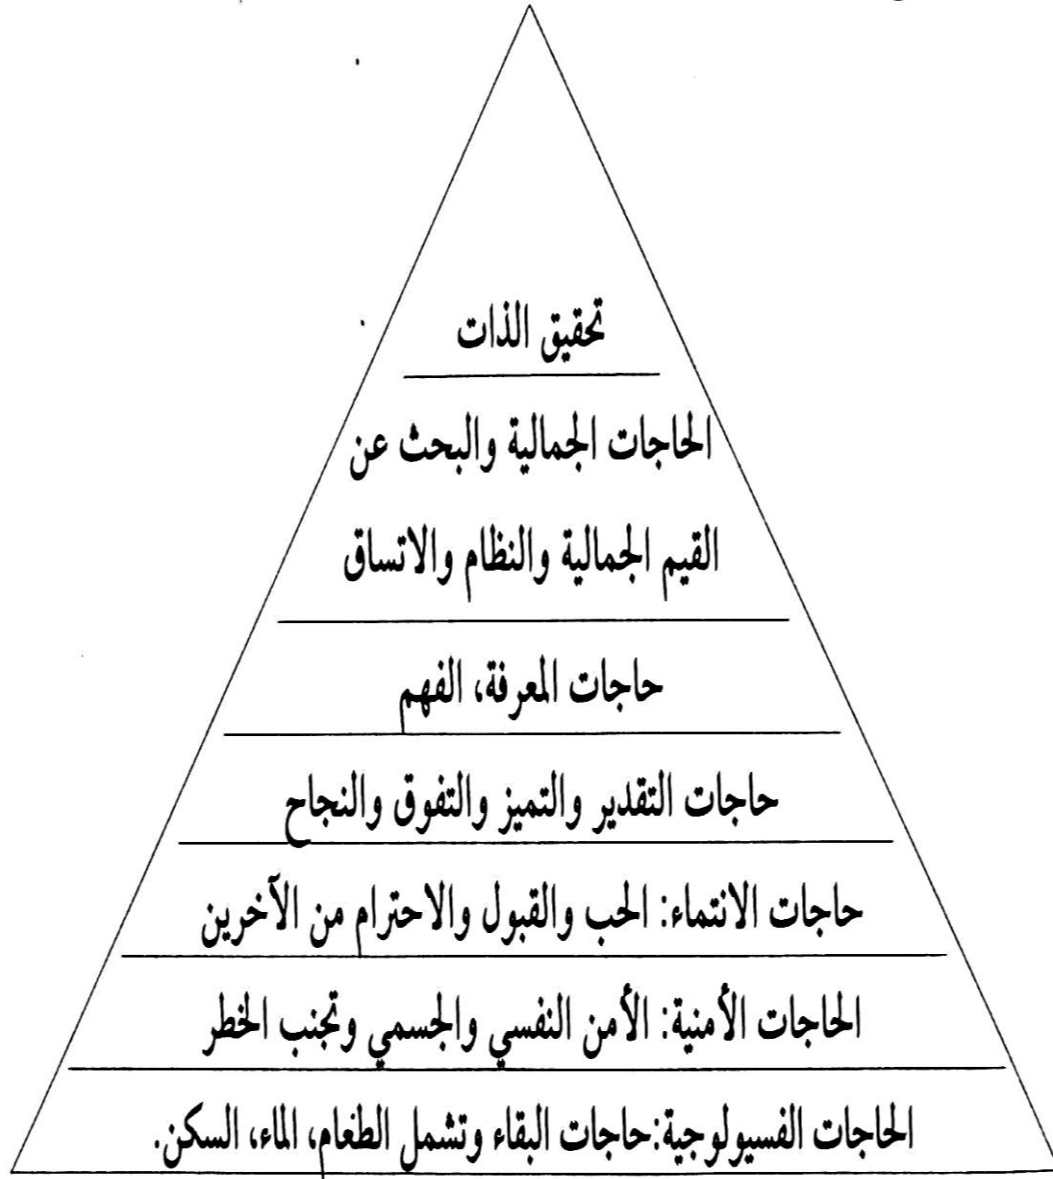 تحقيق الذات
الحاجات الجمالية والبحث عن
القيم الجمالية والنظام والاتساق
حاجات المعرفة، الفهم
حاجات التقدير والتميز والتفوق والنجاح
حاجات الانتماء: الحب والقبول والاحترام من الآخرين
الحاجات الأمنية: الأمن النفسي والجسمي وتجنب الخطر
الحاجات الفسيولوجية:حاجات البقاء وتشمل الطعام، الماء، السكن.